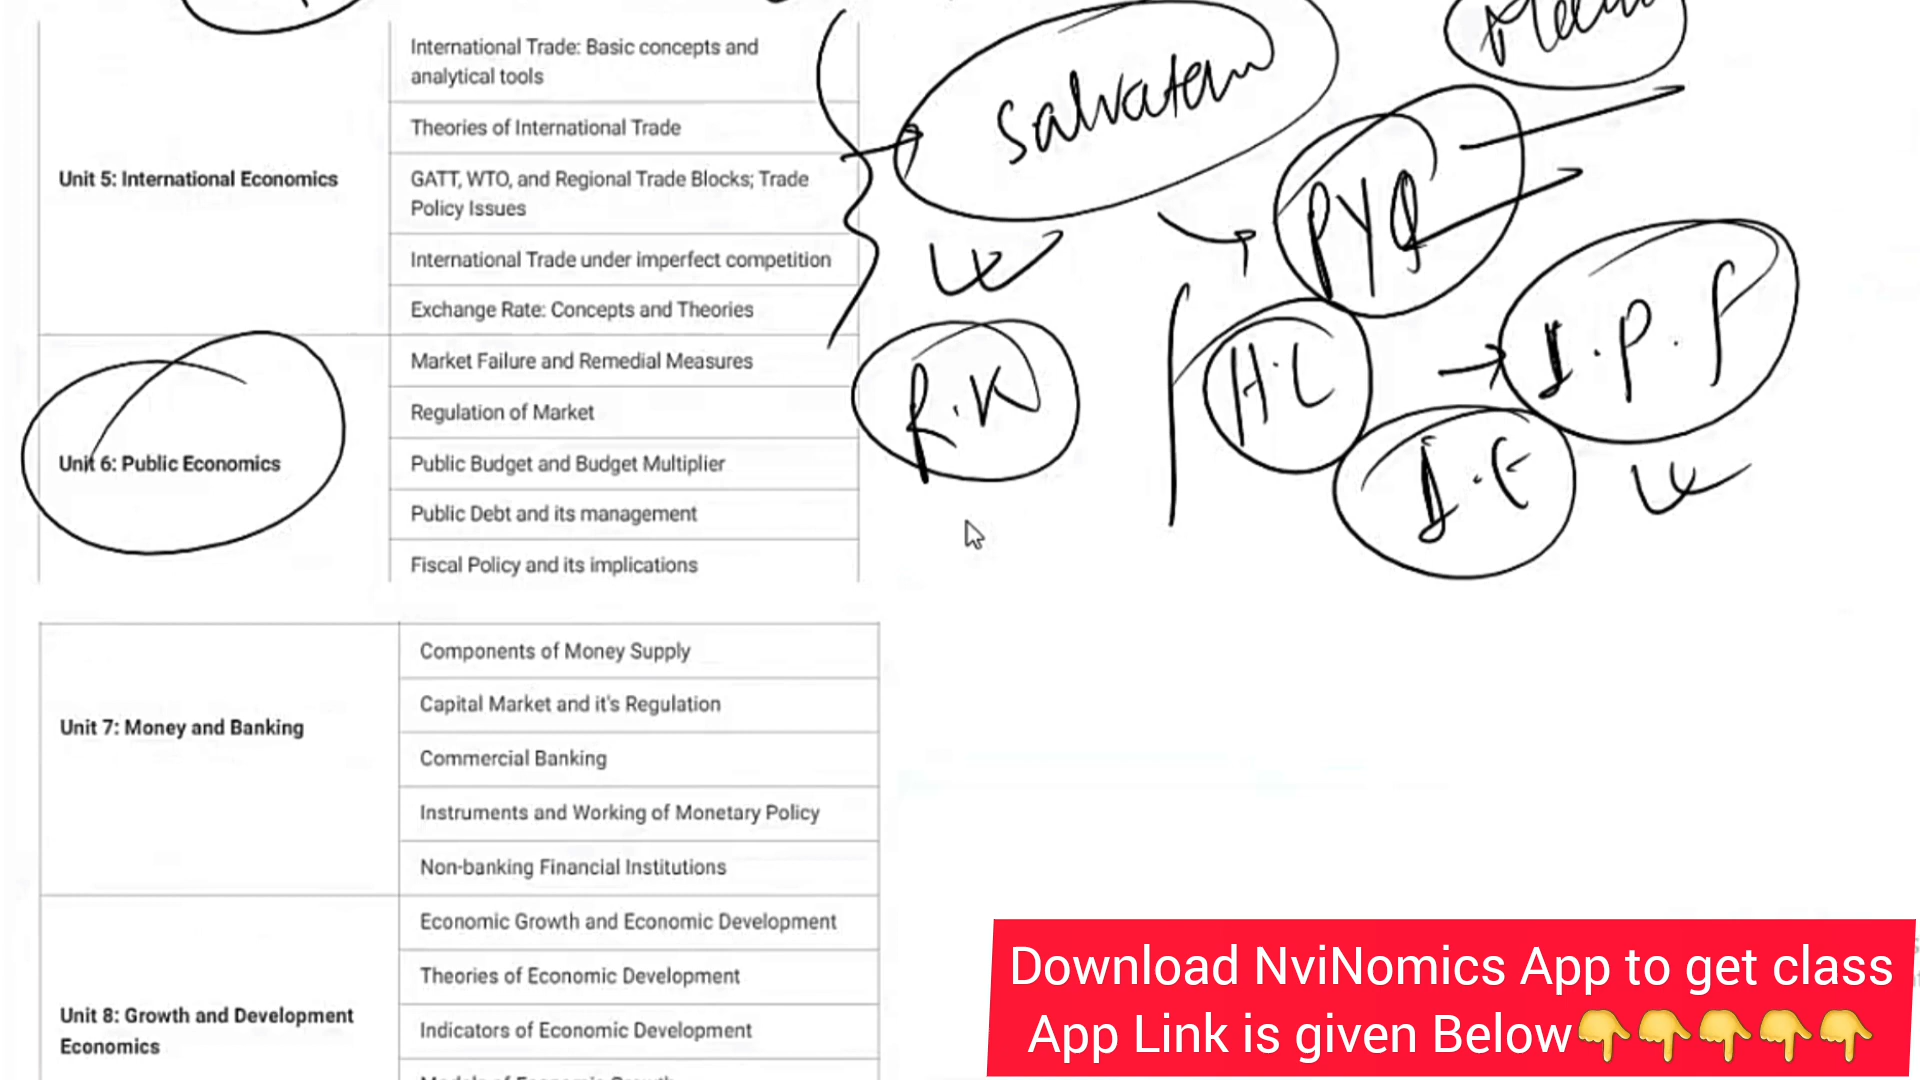 International Trade: Basic concepts and
analytical tools
Theories of International Trade
Unit 5: International Economics
GATT, WTO, and Regional Trade Blocks; Trade
Policy Issues
International Trade under imperfect competition
Exchange Rate: Concepts and Theories
Market Failure and Remedial Measures
Regulation of Market
Unit 6: Public Economics
Public Budget and Budget Multiplier
Public Debt and its management
Fiscal Policy and its implications
Components of Money Supply
Capital Market and it's Regulation
Unit 7: Money and Banking
Commercial Banking
Instruments and Working of Monetary Policy
Non-banking Financial Institutions
Economic Growth and Economic Development
Theories of Economic Development
Unit 8: Growth and Development
Economics
Indicators of Economic Development
Models of Economic Growth
PYQ
R.K
H.L
I.P.P
Download NviNomics App to get class
App Link is given Below👇👇👇👇👇